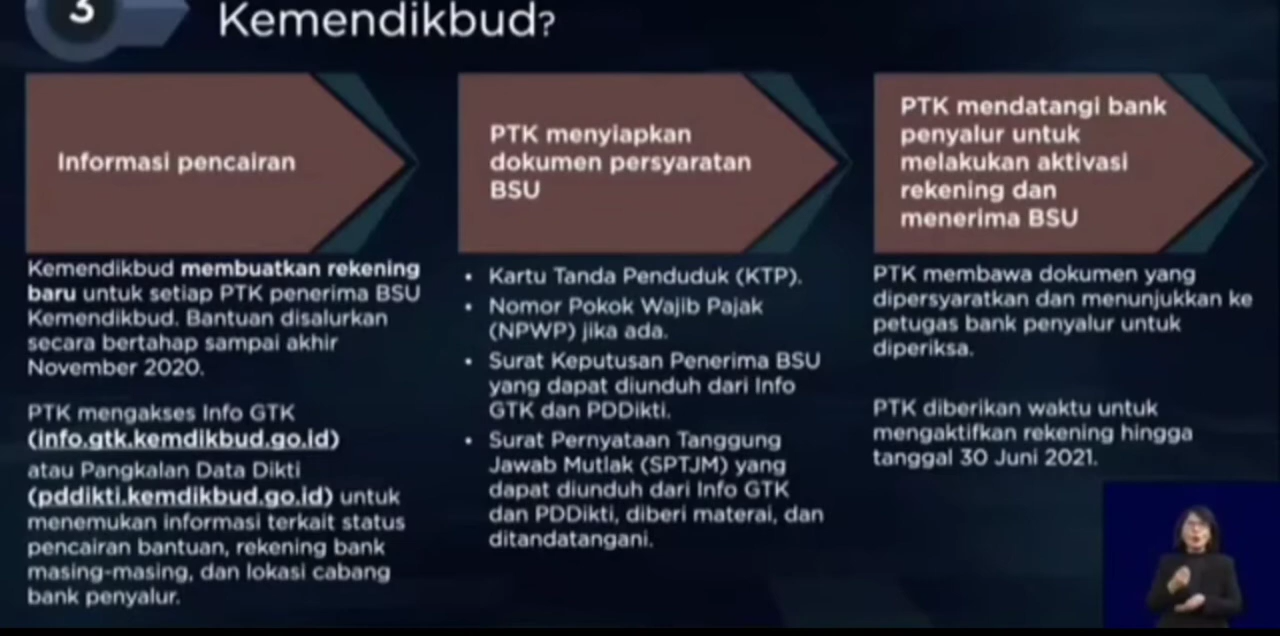 3
Kemendikbud?
Informasi pencairan
Kemendikbud membuatkan rekening
baru untuk setiap PTK penerima BSU
Kemendikbud. Bantuan disalurkan
secara bertahap sampai akhir
November 2020.
PTK mengakses Info GTK
(info.gtk.kemdikbud.go.id)
atau Pangkalan Data Dikti
(pddikti.kemdikbud.go.id) untuk
menemukan informasi terkait status
pencairan bantuan, rekening bank
masing-masing, dan lokasi cabang
bank penyalur.
PTK menyiapkan
dokumen persyaratan
BSU
• Kartu Tanda Penduduk (KTP).
• Nomor Pokok Wajib Pajak
(NPWP) jika ada.
• Surat Keputusan Penerima BSU
yang dapat diunduh dari Info
GTK dan PDDikti.
• Surat Pernyataan Tanggung
Jawab Mutlak (SPTJM) yang
dapat diunduh dari Info GTK
dan PDDikti, diberi materai, dan
ditandatangani.
PTK mendatangi bank
penyalur untuk
melakukan aktivasi
rekening dan
menerima BSU
PTK membawa dokumen yang
dipersyaratkan dan menunjukkan ke
petugas bank penyalur untuk
diperiksa.
PTK diberikan waktu untuk
mengaktifkan rekening hingga
tanggal 30 Juni 2021.